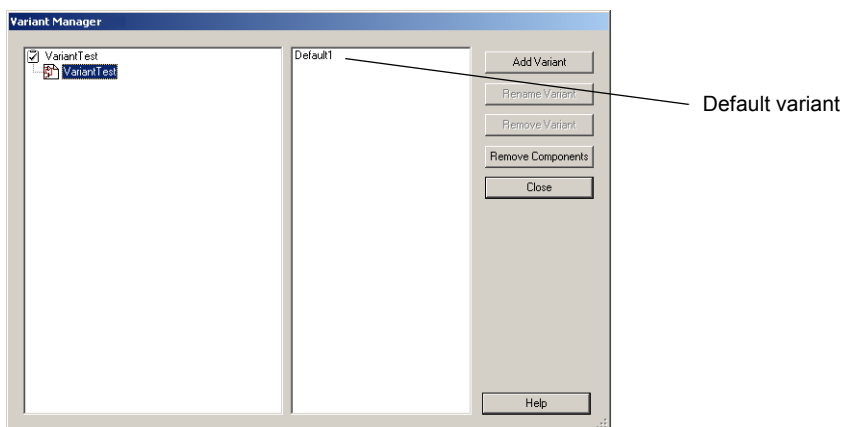 Variant Manager
VariantTest
VariantTest
Default1
Add Variant
Rename Variant
Remove Variant
Remove Components
Close
Help
Default variant